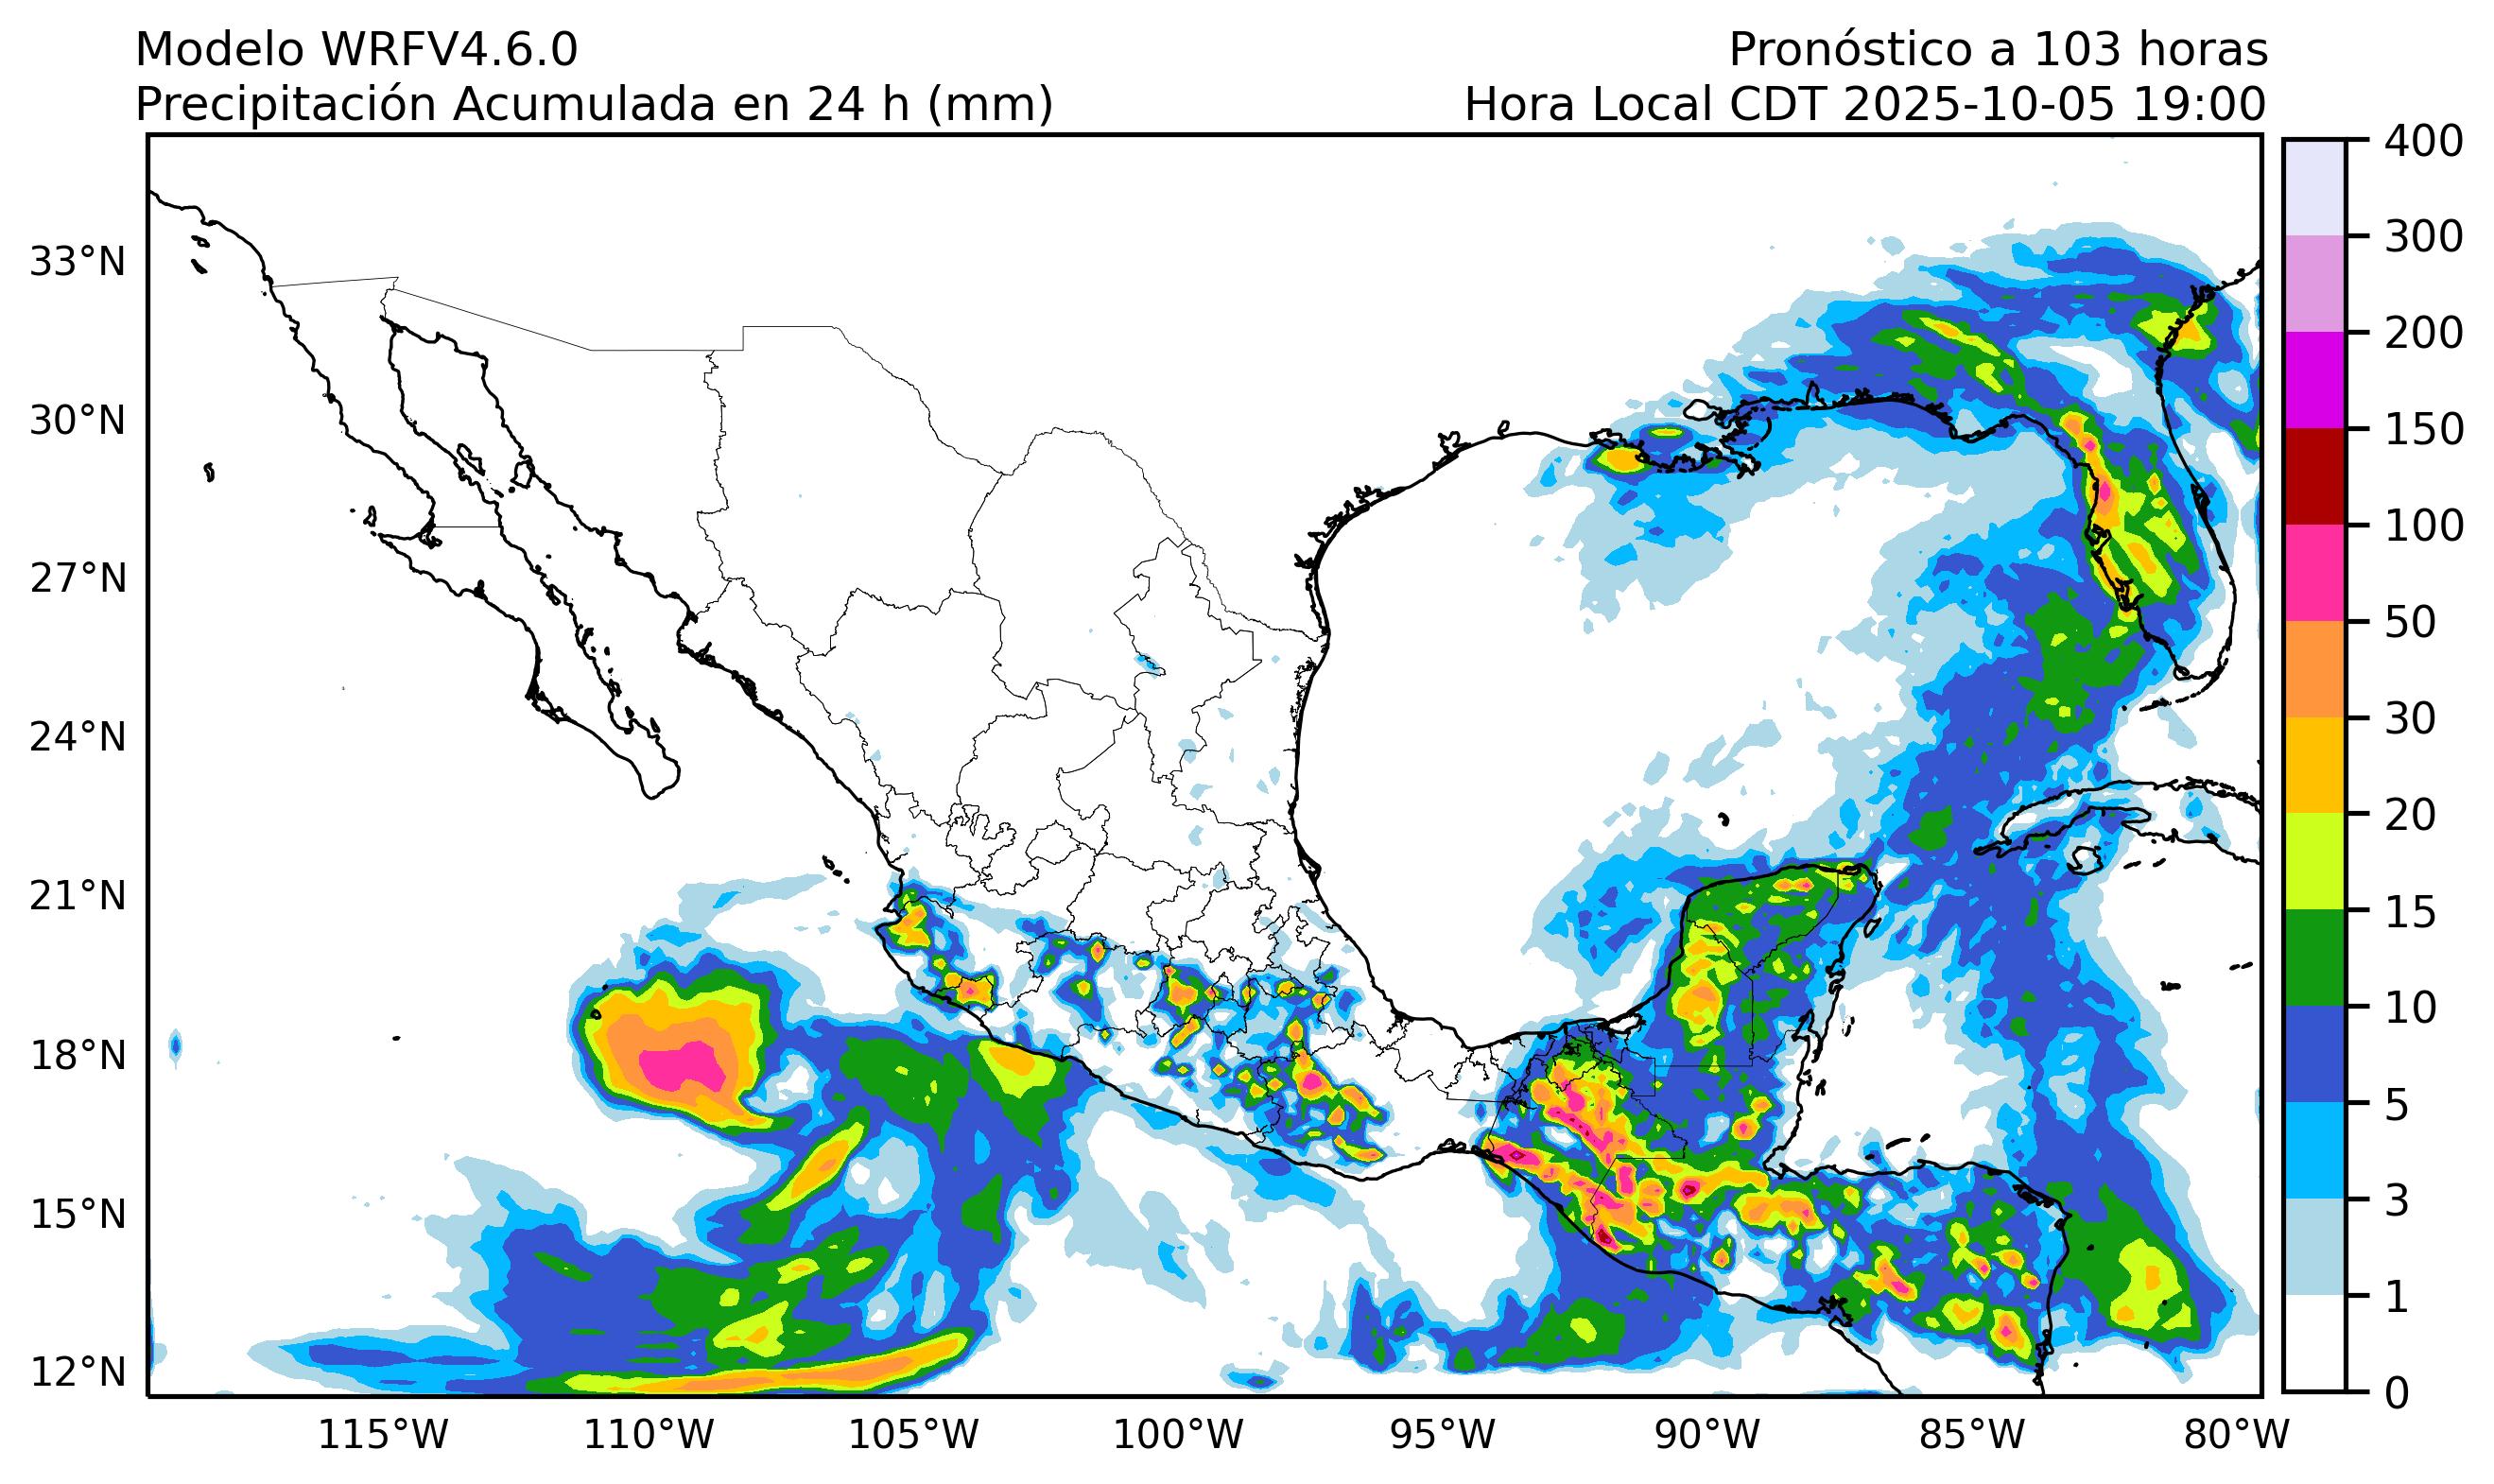 Modelo WRFV4.6.0
Pronóstico a 103 horas
Precipitación Acumulada en 24 h (mm)
Hora Local CDT 2025-10-05 19:00
33°N
30°N
27°N
24°N
21°N
18°N
15°N
12°N
115°W
110°W
105°W
100°W
95°W
90°W
85°W
80°W
400
300
200
150
100
50
30
20
15
10
5
3
1
0